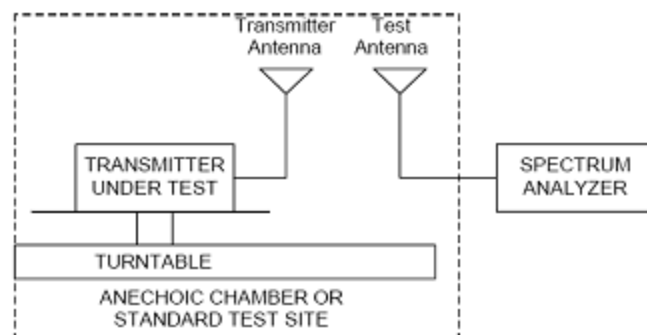 Transmitter
Antenna
Test
Antenna
TRANSMITTER
UNDER TEST
SPECTRUM
ANALYZER
TURNTABLE
ANECHOIC CHAMBER OR
STANDARD TEST SITE